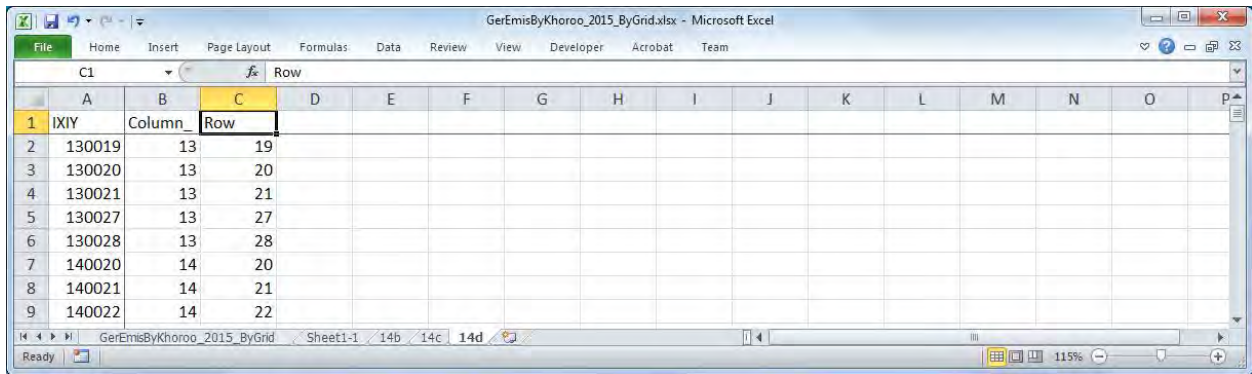 GerEmisByKhoroo_2015_ByGrid.xlsx - Microsoft Excel
File Home Insert Page Layout Formulas Data Review View Developer Acrobat Team
C1 fx Row
A B C D E F G H I J K L M N O P
1 IXIY Column_ Row
2 130019 13 19
3 130020 13 20
4 130021 13 21
5 130027 13 27
6 130028 13 28
7 140020 14 20
8 140021 14 21
9 140022 14 22
GerEmisByKhoroo_2015_ByGrid Sheet1-1 14b 14c 14d
Ready 115%